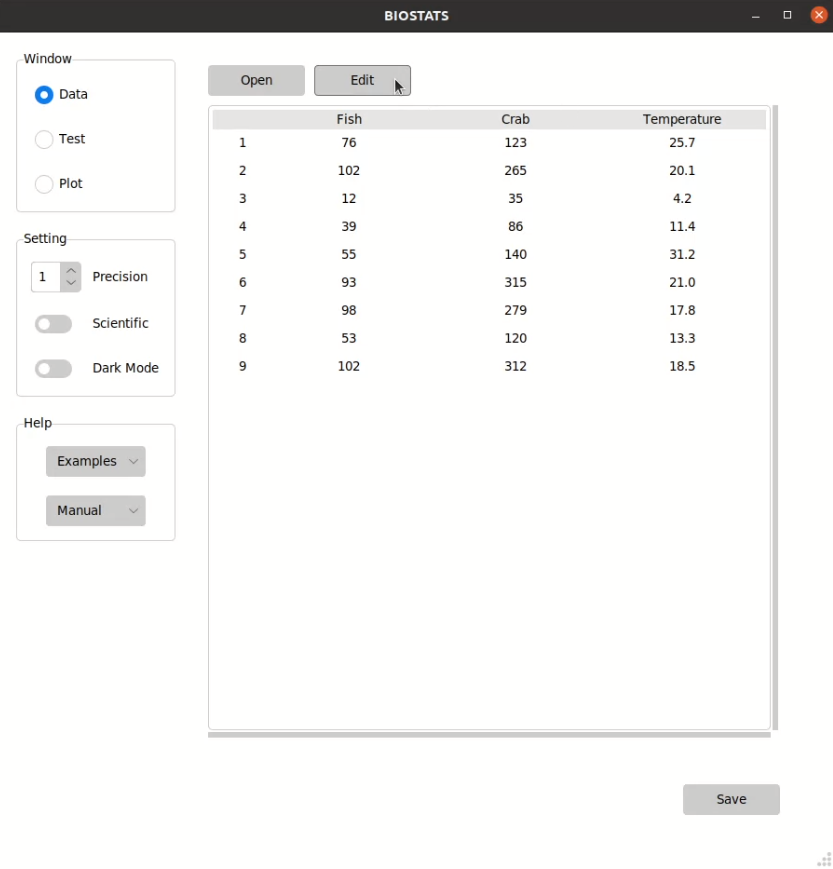 BIOSTATS
Window
Data
Test
Plot
Setting
1 Precision
Scientific
Dark Mode
Help
Examples
Manual
Open Edit
Fish Crab Temperature
1 76 123 25.7
2 102 265 20.1
3 12 35 4.2
4 39 86 11.4
5 55 140 31.2
6 93 315 21.0
7 98 279 17.8
8 53 120 13.3
9 102 312 18.5
Save